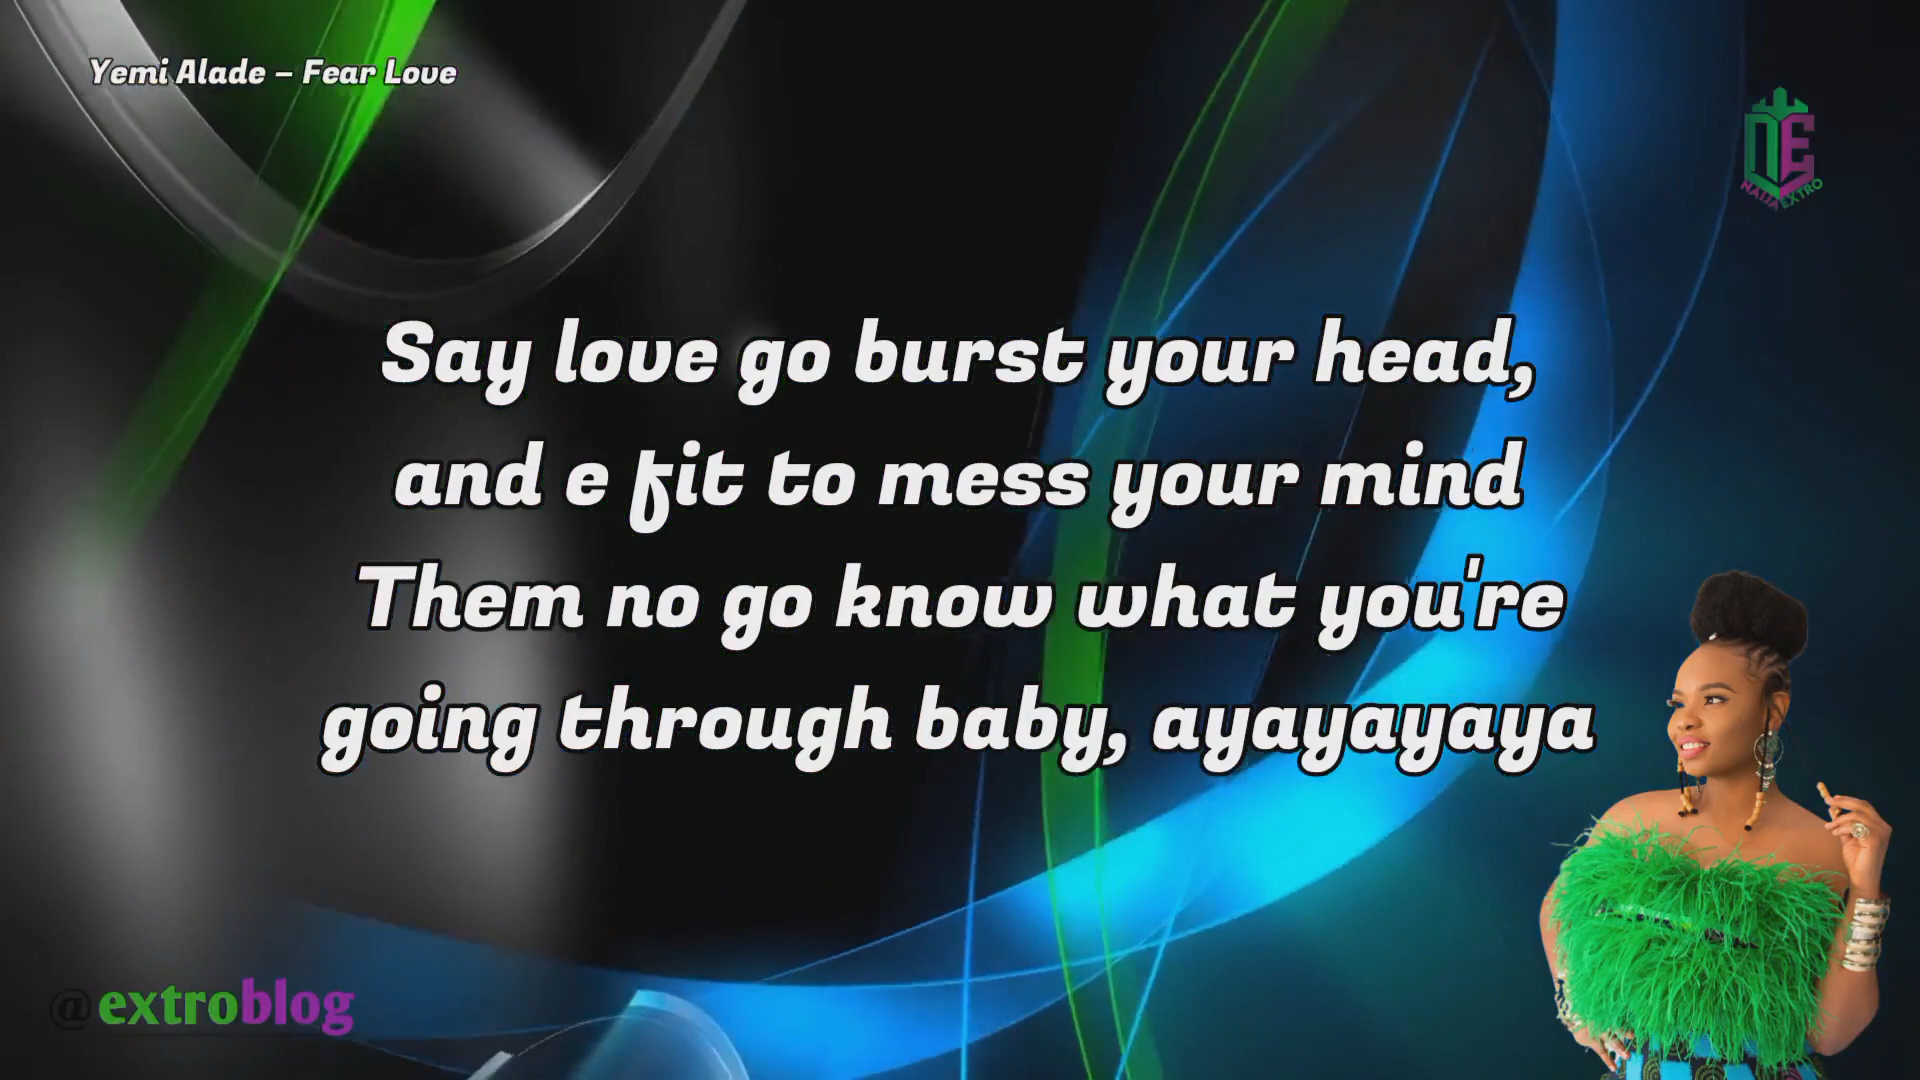 Yemi Alade – Fear Love
NAIJA EXTRO
Say love go burst your head,
and e fit to mess your mind
Them no go know what you're
going through baby, ayayayaya
@extroblog